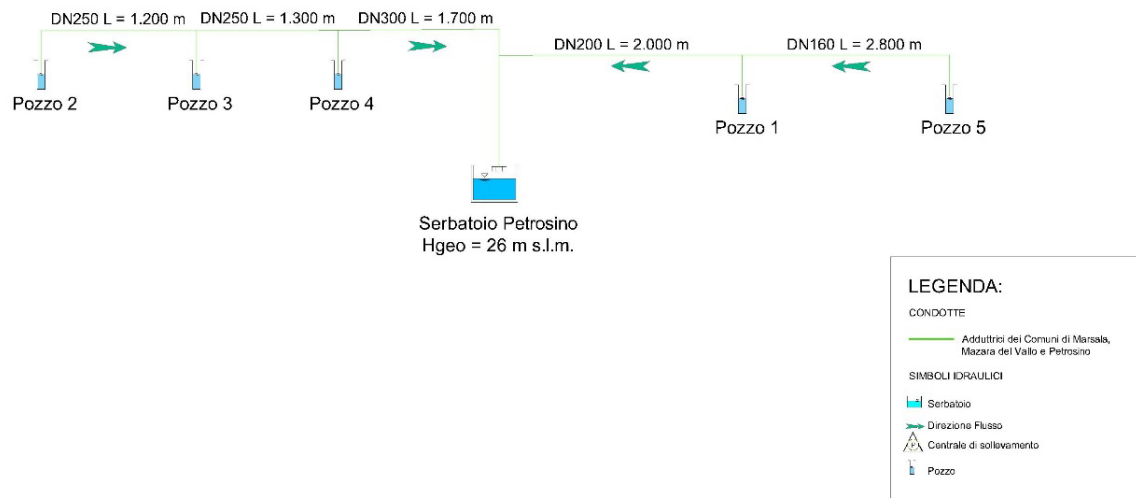 DN250 L = 1.200 m
DN250 L = 1.300 m
DN300 L = 1.700 m
DN200 L = 2.000 m
DN160 L = 2.800 m
Pozzo 2
Pozzo 3
Pozzo 4
Pozzo 1
Pozzo 5
Serbatoio Petrosino
Hgeo = 26 m s.l.m.
LEGENDA:
CONDOTTE
Adduttrici dei Comuni di Marsala,
Mazara del Vallo e Petrosino
SIMBOLI IDRAULICI
Serbatoio
Direzione Flusso
P
Centrale di sollevamento
Pozzo